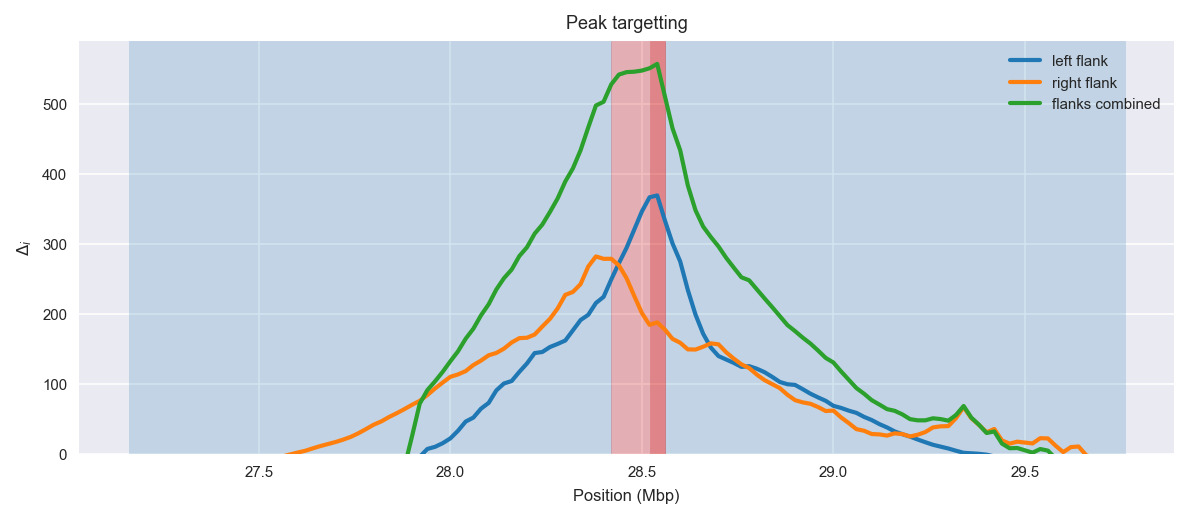 Peak targetting
left flank
right flank
flanks combined
Δi
500
400
300
200
100
0
27.5 28.0 28.5 29.0 29.5
Position (Mbp)